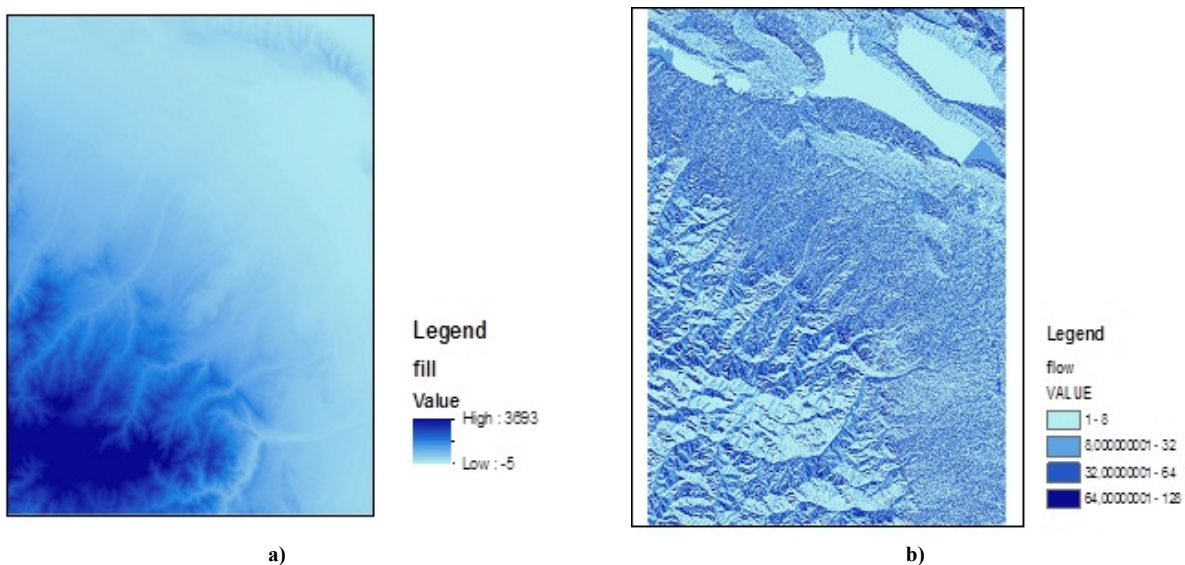 Legend
fill
Value
High : 3693
Low : -5
a)
Legend
flow
VALUE
1 - 8
8,000000001 - 32
32,00000001 - 64
64,00000001 - 128
b)